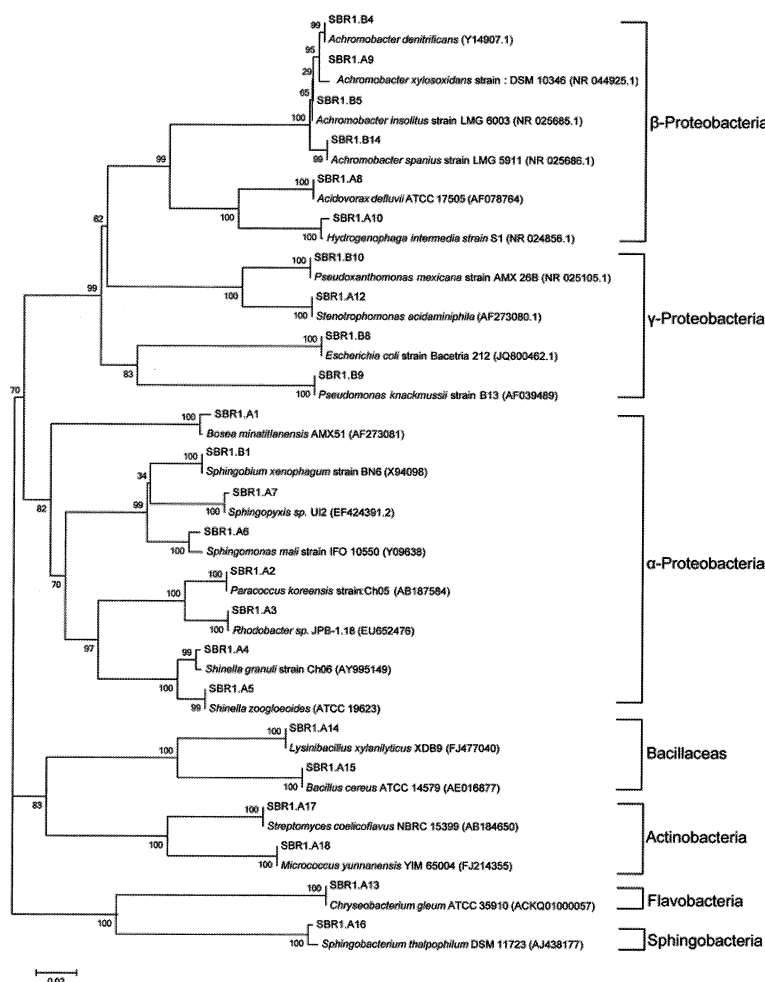 SBR1.B4
99
Achromobacter denitrificans (Y14907.1)
95
SBR1.A9
29
Achromobacter xylosoxidans strain : DSM 10346 (NR 044925.1)
65
SBR1.B5
100
Achromobacter insolitus strain LMG 6003 (NR 025685.1)
β-Proteobacteria
SBR1.B14
99
99
Achromobacter spanius strain LMG 5911 (NR 025686.1)
100
SBR1.A8
Acidovorax defluvii ATCC 17505 (AF078764)
100
SBR1.A10
82
100
Hydrogenophaga intermedia strain S1 (NR 024856.1)
100
SBR1.B10
Pseudoxanthomonas mexicana strain AMX 26B (NR 025105.1)
99
100
SBR1.A12
100
Stenotrophomonas acidaminiphila (AF273080.1)
γ-Proteobacteria
SBR1.B8
100
Escherichia coli strain Bacetria 212 (JQ800462.1)
83
SBR1.B9
70
100
Pseudomonas knackmussii strain B13 (AF039489)
100
SBR1.A1
Bosea minatitlanensis AMX51 (AF273081)
100
SBR1.B1
34
Sphingobium xenophagum strain BN6 (X94098)
SBR1.A7
82
99
100
Sphingopyxis sp. UI2 (EF424391.2)
SBR1.A6
100
Sphingomonas mali strain IFO 10550 (Y09638)
α-Proteobacteria
70
100
SBR1.A2
Paracoccus koreensis strain:Ch05 (AB187584)
100
SBR1.A3
97
100
Rhodobacter sp. JPB-1.18 (EU652476)
99
SBR1.A4
Shinella granuli strain Ch06 (AY995149)
100
SBR1.A5
99
Shinella zoogloeoides (ATCC 19623)
100
SBR1.A14
Lysinibacillus xylanilyticus XDB9 (FJ477040)
Bacillaceas
100
SBR1.A15
100
Bacillus cereus ATCC 14579 (AE016877)
83
100
SBR1.A17
Streptomyces coelicoflavus NBRC 15399 (AB184650)
Actinobacteria
100
SBR1.A18
100
Micrococcus yunnanensis YIM 65004 (FJ214355)
100
SBR1.A13
Chryseobacterium gleum ATCC 35910 (ACKQ01000057)
Flavobacteria
100
SBR1.A16
100
Sphingobacterium thalpophilum DSM 11723 (AJ438177)
Sphingobacteria
0.02